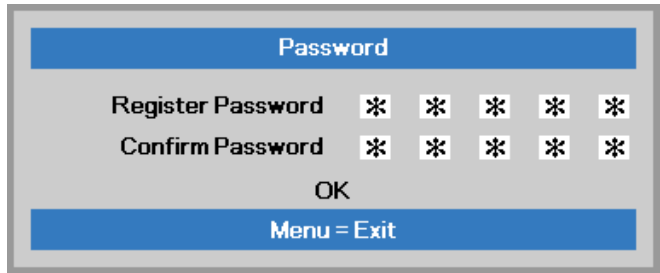 Password
Register Password * * * * *
Confirm Password * * * * *
OK
Menu = Exit